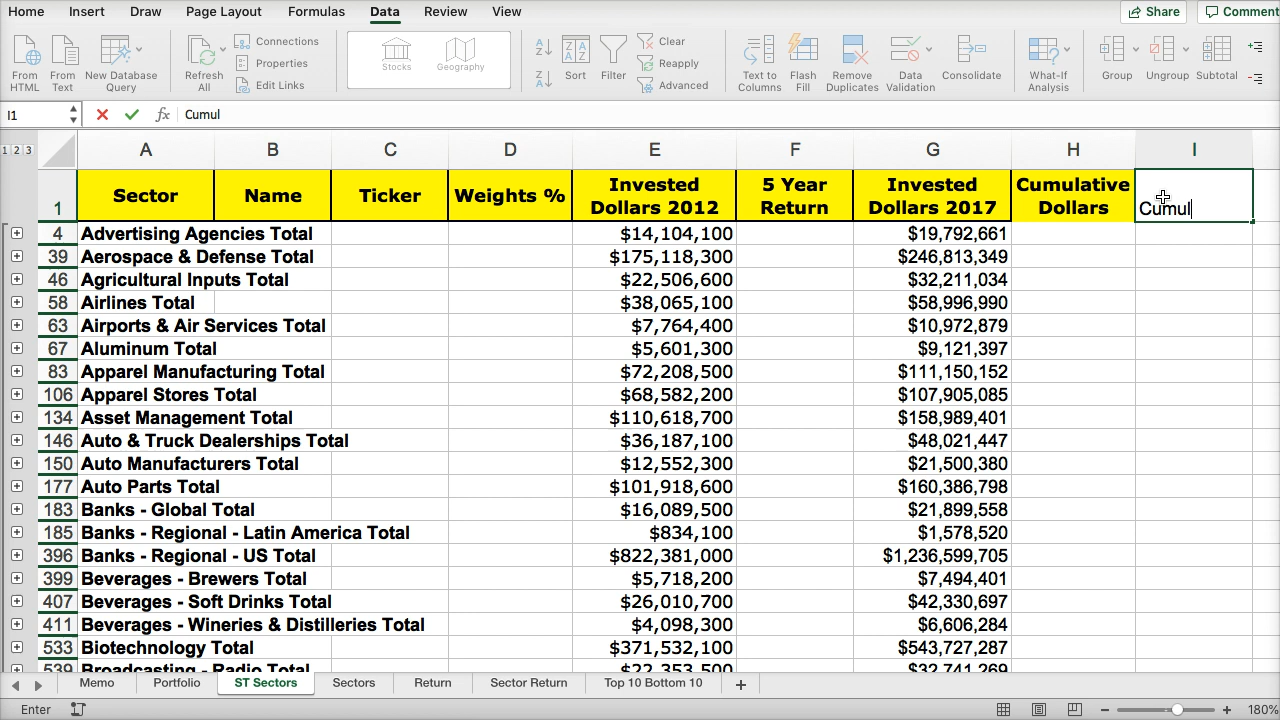 Home Insert Draw Page Layout Formulas Data Review View Share Comment
From HTML
From Text
New Database Query
Refresh All
Connections
Properties
Edit Links
Stocks
Geography
Sort
Filter
Clear
Reapply
Advanced
Text to Columns
Flash Fill
Remove Duplicates
Data Validation
Consolidate
What-If Analysis
Group
Ungroup
Subtotal
I1 fx Cumul
1 2 3 A B C D E F G H I
1 Sector Name Ticker Weights % Invested Dollars 2012 5 Year Return Invested Dollars 2017 Cumulative Dollars Cumul
4 Advertising Agencies Total $14,104,100 $19,792,661
39 Aerospace & Defense Total $175,118,300 $246,813,349
46 Agricultural Inputs Total $22,506,600 $32,211,034
58 Airlines Total $38,065,100 $58,996,990
63 Airports & Air Services Total $7,764,400 $10,972,879
67 Aluminum Total $5,601,300 $9,121,397
83 Apparel Manufacturing Total $72,208,500 $111,150,152
106 Apparel Stores Total $68,582,200 $107,905,085
134 Asset Management Total $110,618,700 $158,989,401
146 Auto & Truck Dealerships Total $36,187,100 $48,021,447
150 Auto Manufacturers Total $12,552,300 $21,500,380
177 Auto Parts Total $101,918,600 $160,386,798
183 Banks - Global Total $16,089,500 $21,899,558
185 Banks - Regional - Latin America Total $834,100 $1,578,520
396 Banks - Regional - US Total $822,381,000 $1,236,599,705
399 Beverages - Brewers Total $5,718,200 $7,494,401
407 Beverages - Soft Drinks Total $26,010,700 $42,330,697
411 Beverages - Wineries & Distilleries Total $4,098,300 $6,606,284
533 Biotechnology Total $371,532,100 $543,727,287
539 Broadcasting - Radio Total $22,353,500 $32,741,269
Memo Portfolio ST Sectors Sectors Return Sector Return Top 10 Bottom 10
Enter 180%